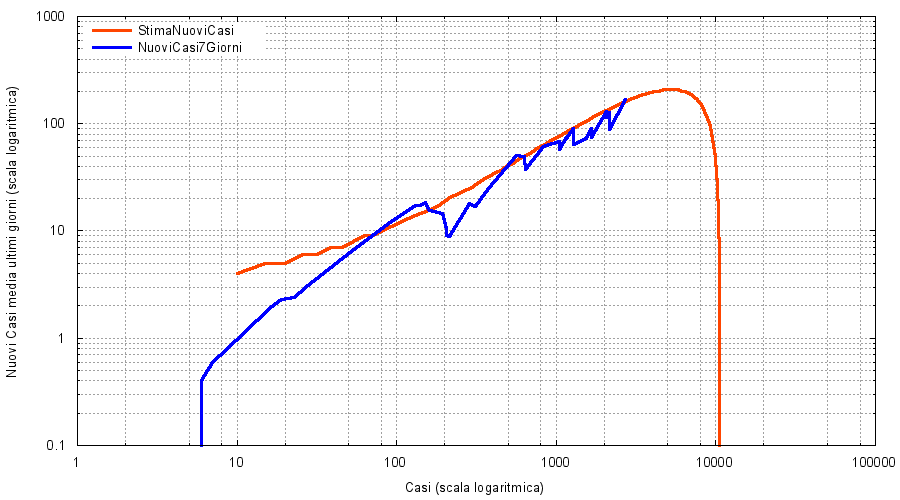 1000
StimaNuoviCasi
NuoviCasi7Giorni
100
10
1
0.1
Nuovi Casi media ultimi giorni (scala logaritmica)
1 10 100 1000 10000 100000
Casi (scala logaritmica)